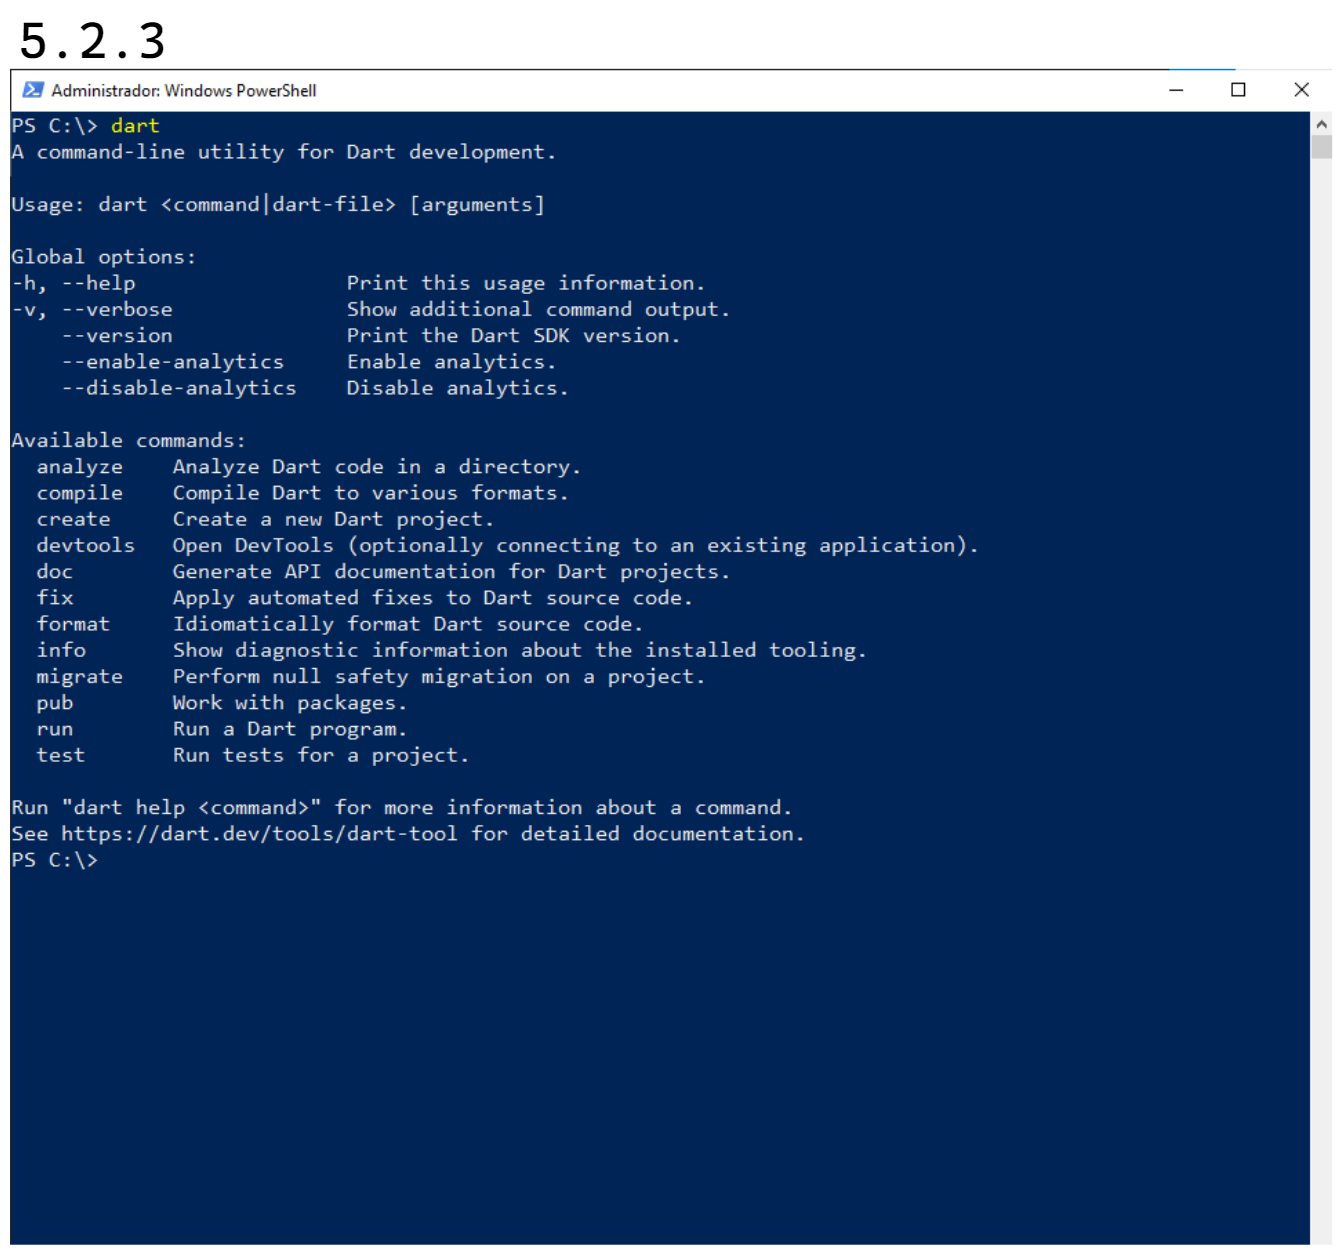 5.2.3
Administrador: Windows PowerShell
PS C:\> dart
A command-line utility for Dart development.
Usage: dart <command|dart-file> [arguments]
Global options:
-h, --help                 Print this usage information.
-v, --verbose              Show additional command output.
    --version              Print the Dart SDK version.
    --enable-analytics     Enable analytics.
    --disable-analytics    Disable analytics.
Available commands:
  analyze    Analyze Dart code in a directory.
  compile    Compile Dart to various formats.
  create     Create a new Dart project.
  devtools   Open DevTools (optionally connecting to an existing application).
  doc        Generate API documentation for Dart projects.
  fix        Apply automated fixes to Dart source code.
  format     Idiomatically format Dart source code.
  info       Show diagnostic information about the installed tooling.
  migrate    Perform null safety migration on a project.
  pub        Work with packages.
  run        Run a Dart program.
  test       Run tests for a project.
Run "dart help <command>" for more information about a command.
See https://dart.dev/tools/dart-tool for detailed documentation.
PS C:\>